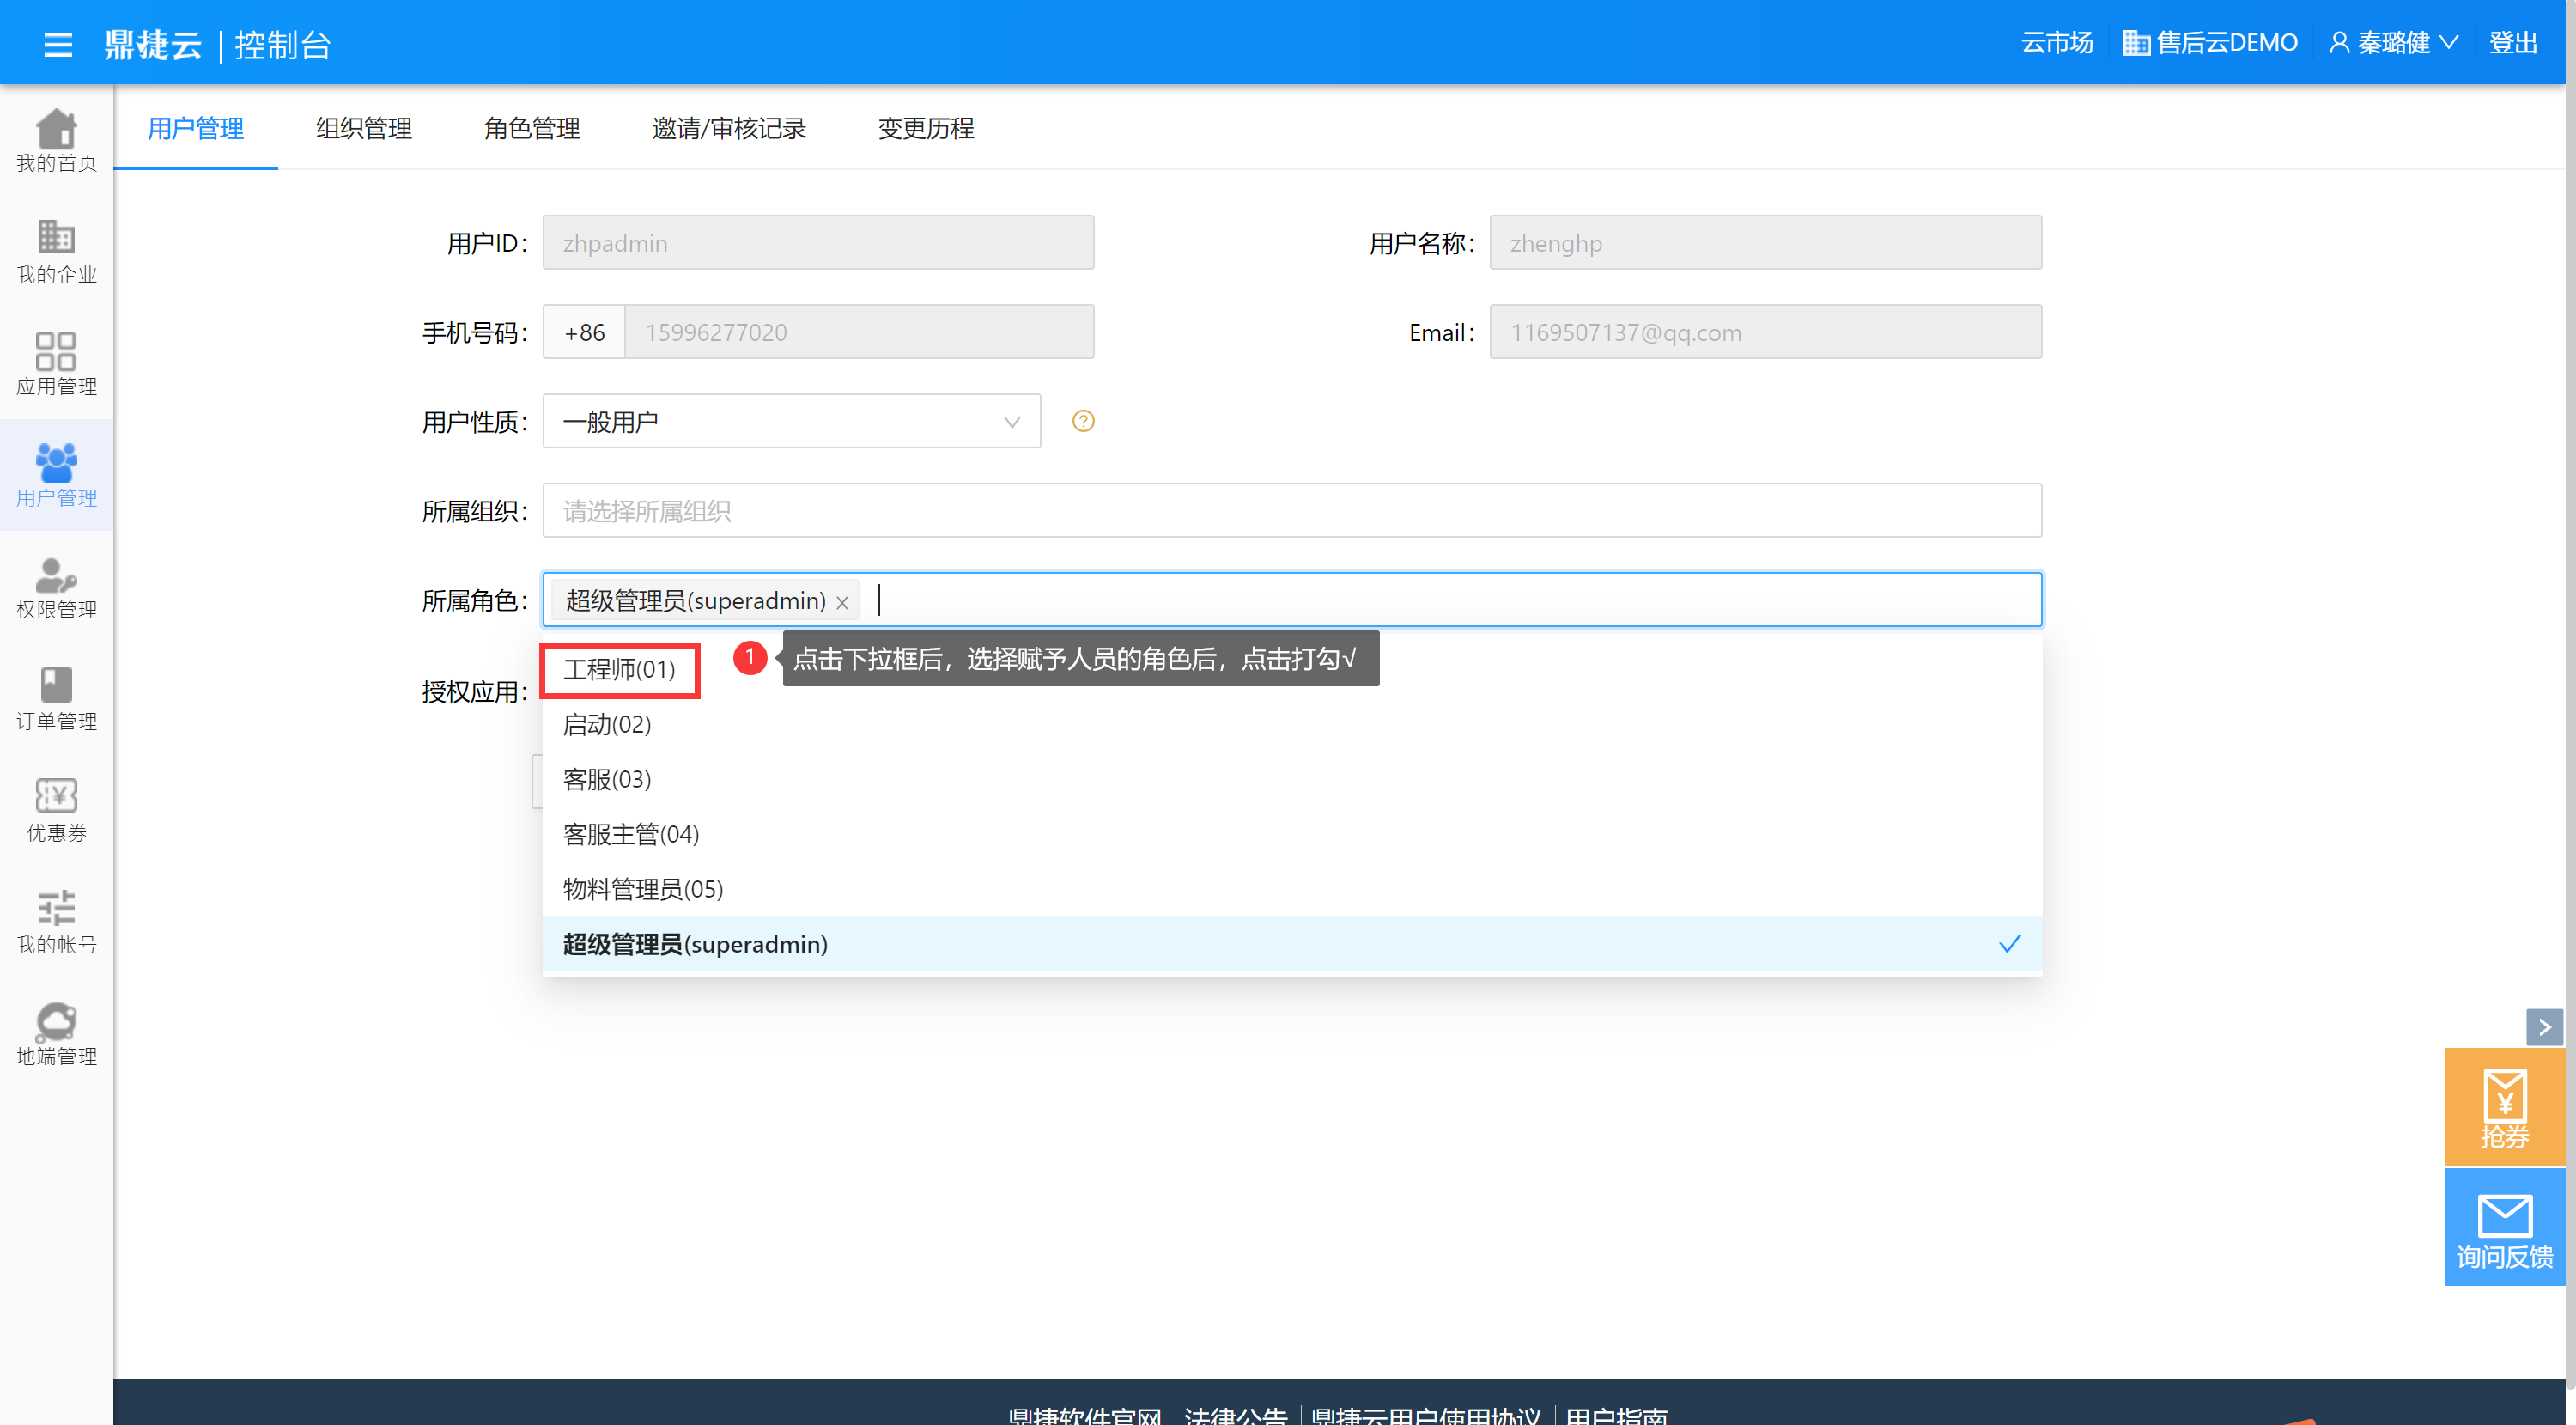 鼎捷云 | 控制台
云市场
售后云DEMO
秦璐健
登出
用户管理
组织管理
角色管理
邀请/审核记录
变更历程
我的首页
我的企业
应用管理
用户管理
权限管理
订单管理
优惠券
我的帐号
地端管理
用户ID：
zhpadmin
用户名称：
zhenghp
手机号码：
+86
15996277020
Email：
1169507137@qq.com
用户性质：
一般用户
?
所属组织：
请选择所属组织
所属角色：
超级管理员(superadmin) x
授权应用：
工程师(01)
1
点击下拉框后，选择赋予人员的角色后，点击打勾√
启动(02)
客服(03)
客服主管(04)
物料管理员(05)
超级管理员(superadmin)
抢券
询问反馈
鼎捷软件官网 | 法律公告 | 鼎捷云用户使用协议 | 用户指南